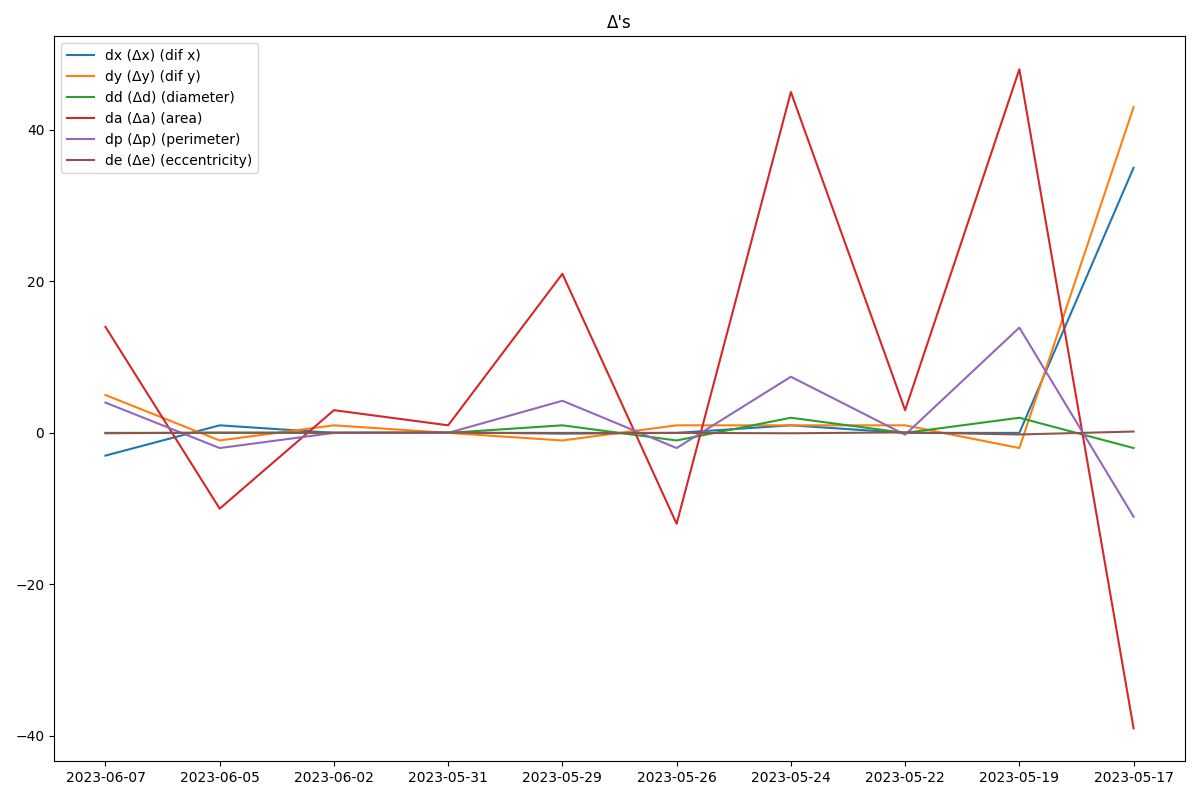 Δ's
dx (Δx) (dif x)
dy (Δy) (dif y)
dd (Δd) (diameter)
da (Δa) (area)
dp (Δp) (perimeter)
de (Δe) (eccentricity)
40
20
0
−20
−40
2023-06-07 2023-06-05 2023-06-02 2023-05-31 2023-05-29 2023-05-26 2023-05-24 2023-05-22 2023-05-19 2023-05-17